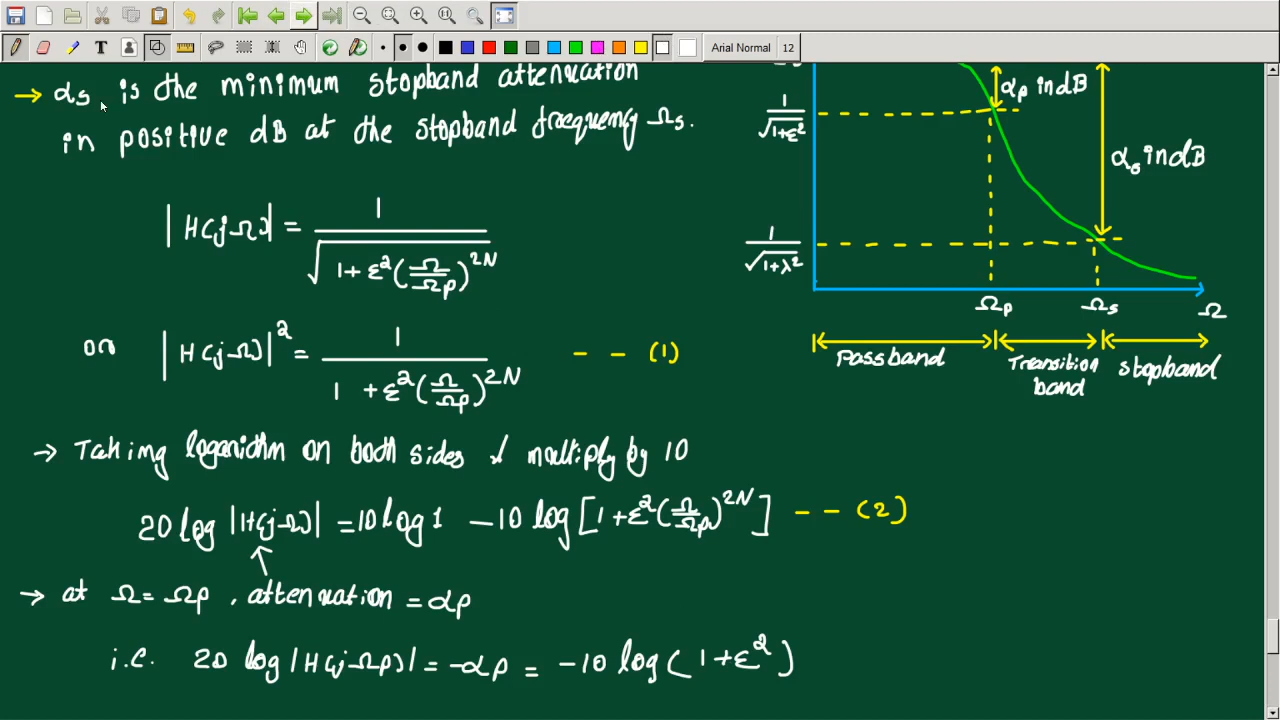 Arial Normal 12
→ αs is the minimum stopband attenuation
in positive dB at the stopband frequency Ωs.
|H(jΩ)| = 1 / √(1 + ε²(Ω/Ωp)^2N)
or |H(jΩ)|² = 1 / (1 + ε²(Ω/Ωp)^2N) - - (1)
→ Taking logarithm on both sides & multiply by 10
20 log |H(jΩ)| = 10 log 1 - 10 log [1 + ε²(Ω/Ωp)^2N] - - (2)
→ at Ω = Ωp, attenuation = αp
i.e. 20 log |H(jΩp)| = -αp = -10 log (1 + ε²)
αp in dB
1/√(1+ε²)
αs in dB
1/√(1+λ²)
Ωp Ωs Ω
Passband Transition band stopband